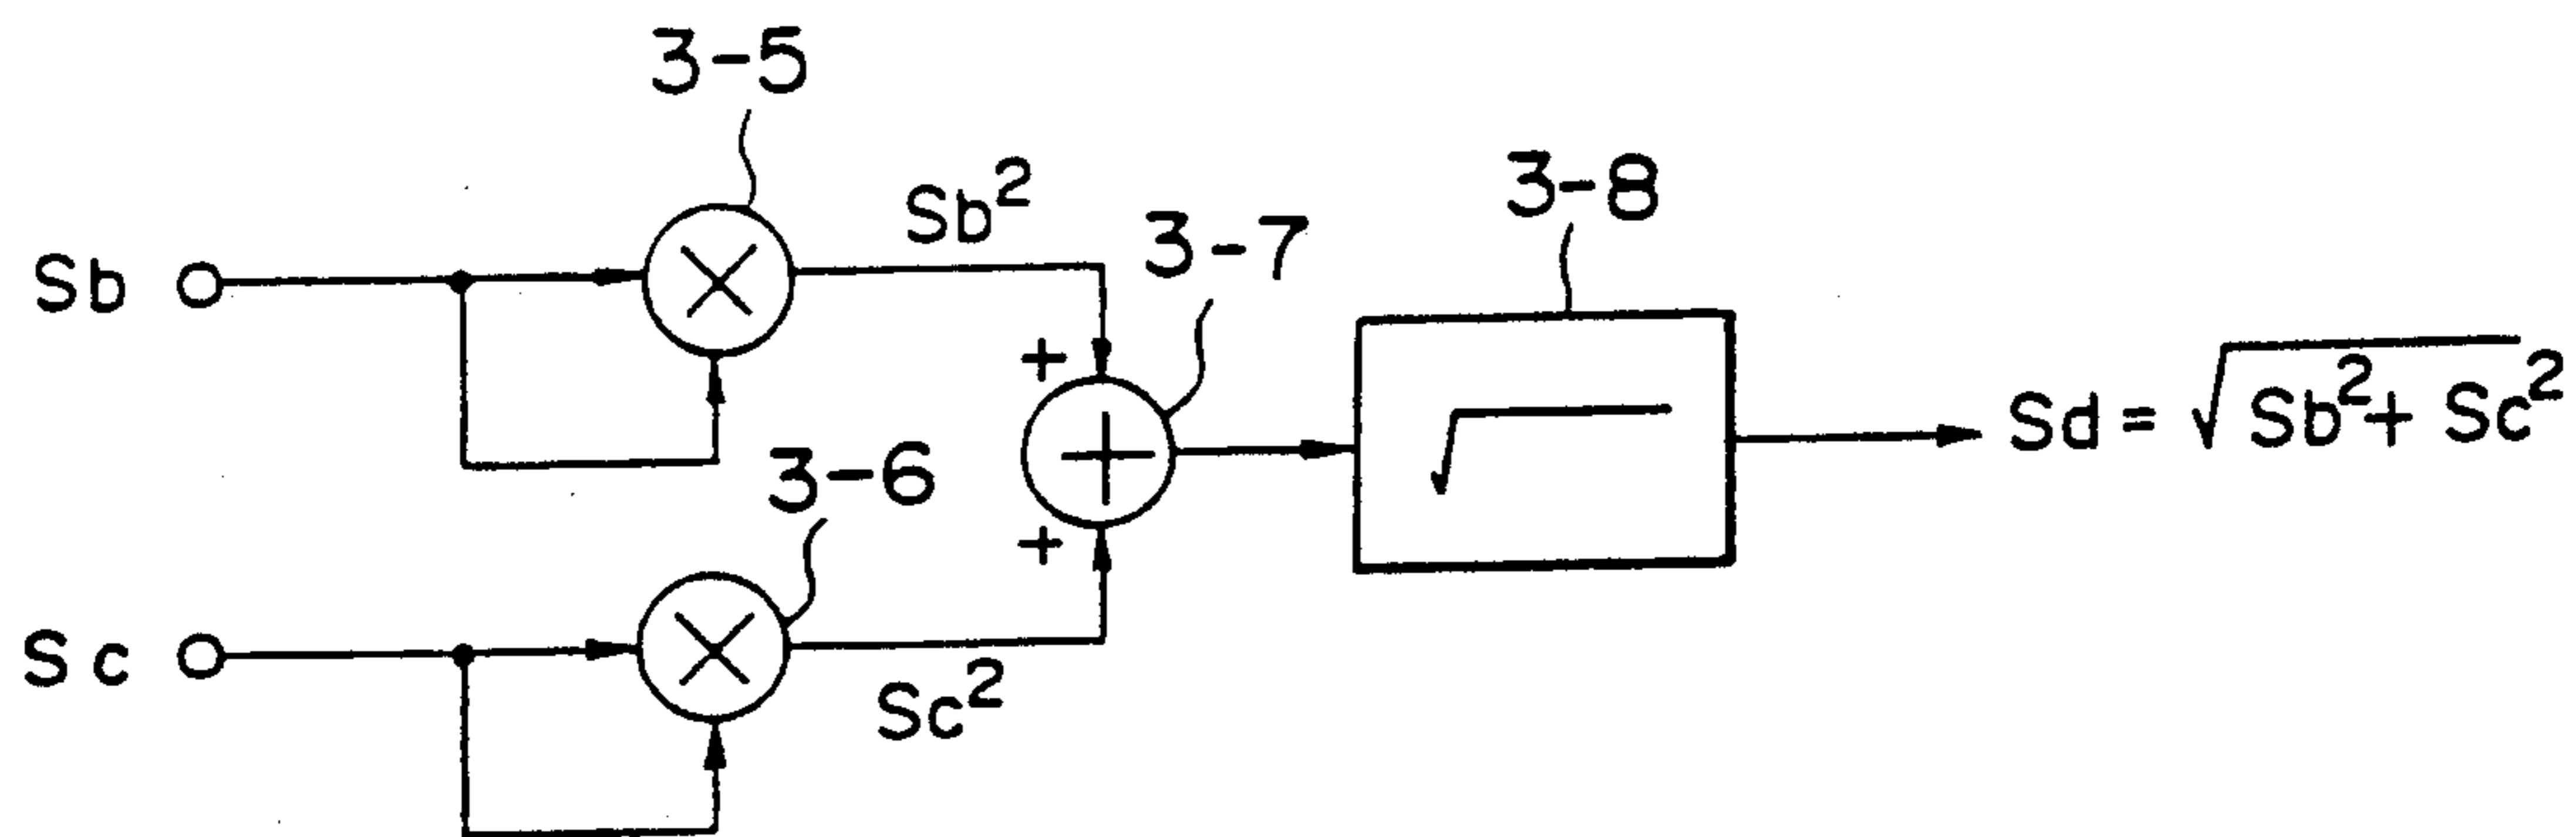 3-5
Sb
Sb²
3-7
3-8
+
Sd = √Sb² + Sc²
+
3-6
Sc
Sc²